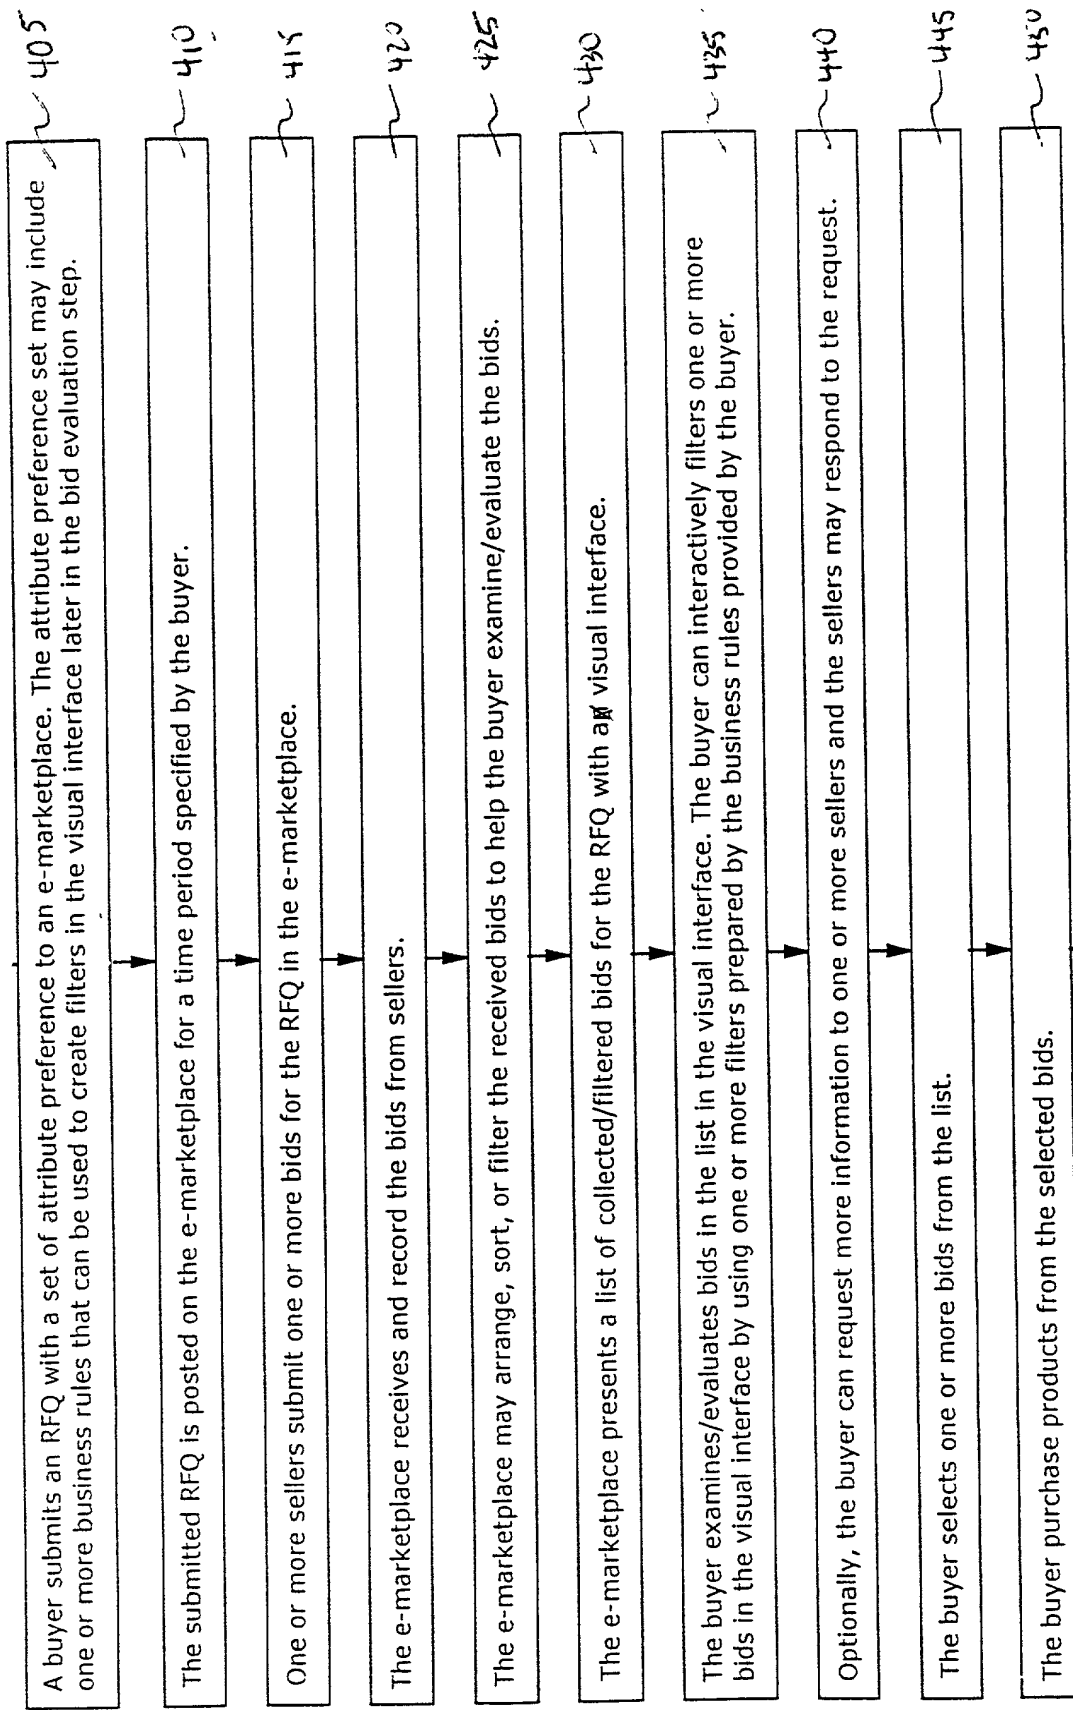 A buyer submits an RFQ with a set of attribute preference to an e-marketplace. The attribute preference set may include
one or more business rules that can be used to create filters in the visual interface later in the bid evaluation step.
405
The submitted RFQ is posted on the e-marketplace for a time period specified by the buyer.
410
One or more sellers submit one or more bids for the RFQ in the e-marketplace.
415
The e-marketplace receives and record the bids from sellers.
420
The e-marketplace may arrange, sort, or filter the received bids to help the buyer examine/evaluate the bids.
425
The e-marketplace presents a list of collected/filtered bids for the RFQ with a visual interface.
430
The buyer examines/evaluates bids in the list in the visual interface. The buyer can interactively filters one or more
bids in the visual interface by using one or more filters prepared by the business rules provided by the buyer.
435
Optionally, the buyer can request more information to one or more sellers and the sellers may respond to the request.
440
The buyer selects one or more bids from the list.
445
The buyer purchase products from the selected bids.
450